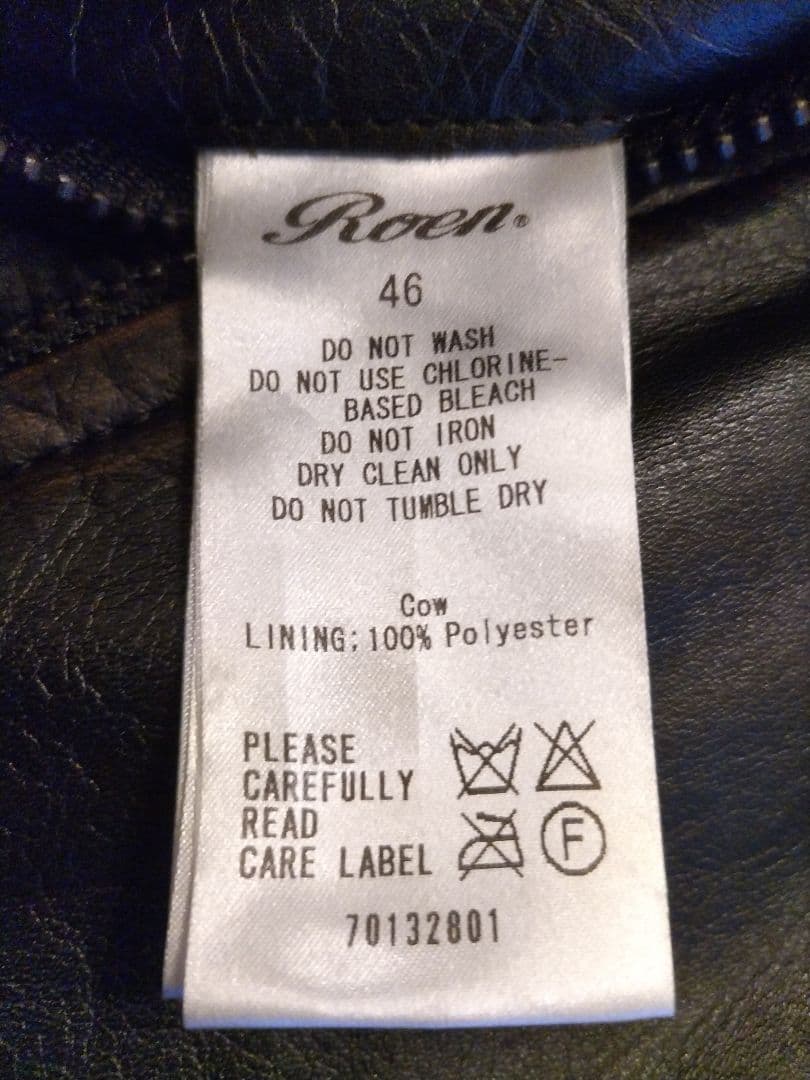 Roen®
46
DO NOT WASH
DO NOT USE CHLORINE-
BASED BLEACH
DO NOT IRON
DRY CLEAN ONLY
DO NOT TUMBLE DRY
Cow
LINING: 100% Polyester
PLEASE
CAREFULLY
READ
CARE LABEL
F
70132801